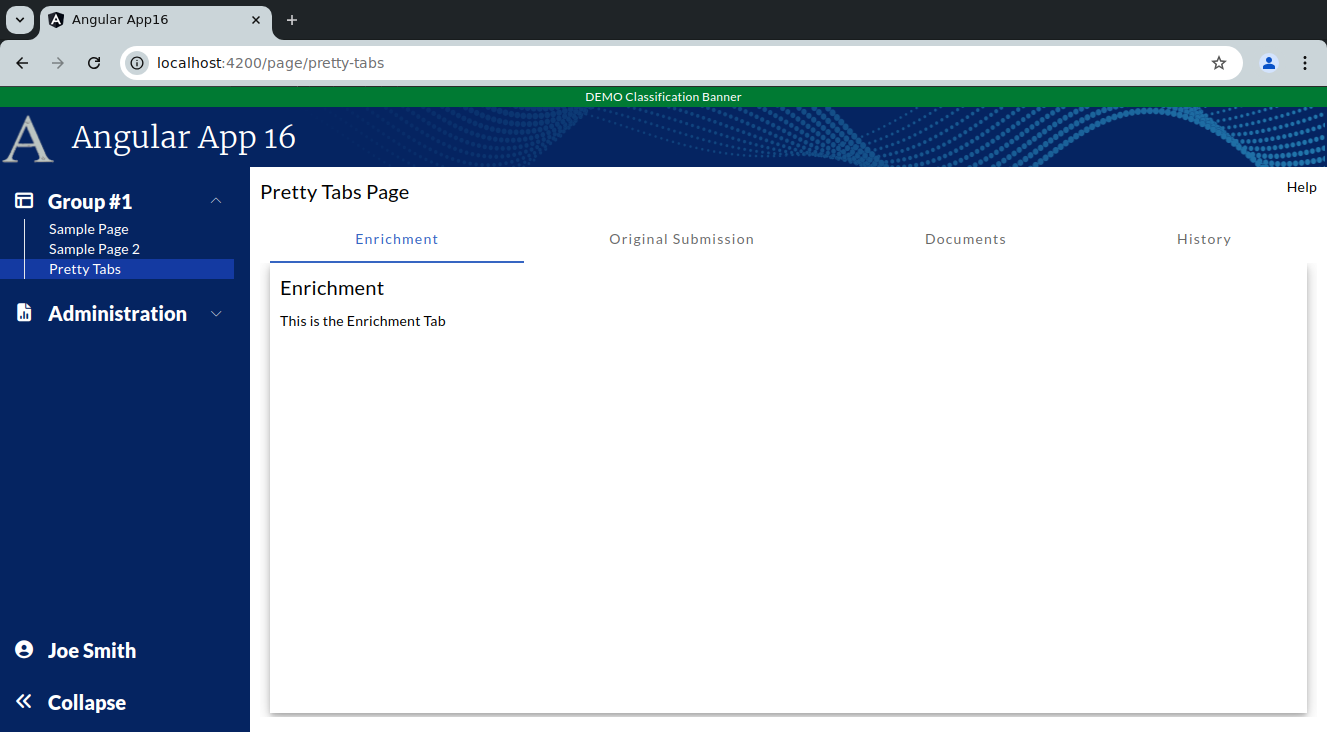 Angular App16
localhost:4200/page/pretty-tabs
DEMO Classification Banner
A Angular App 16
Group #1
Sample Page
Sample Page 2
Pretty Tabs
Administration
Joe Smith
Collapse
Pretty Tabs Page
Help
Enrichment Original Submission Documents History
Enrichment
This is the Enrichment Tab